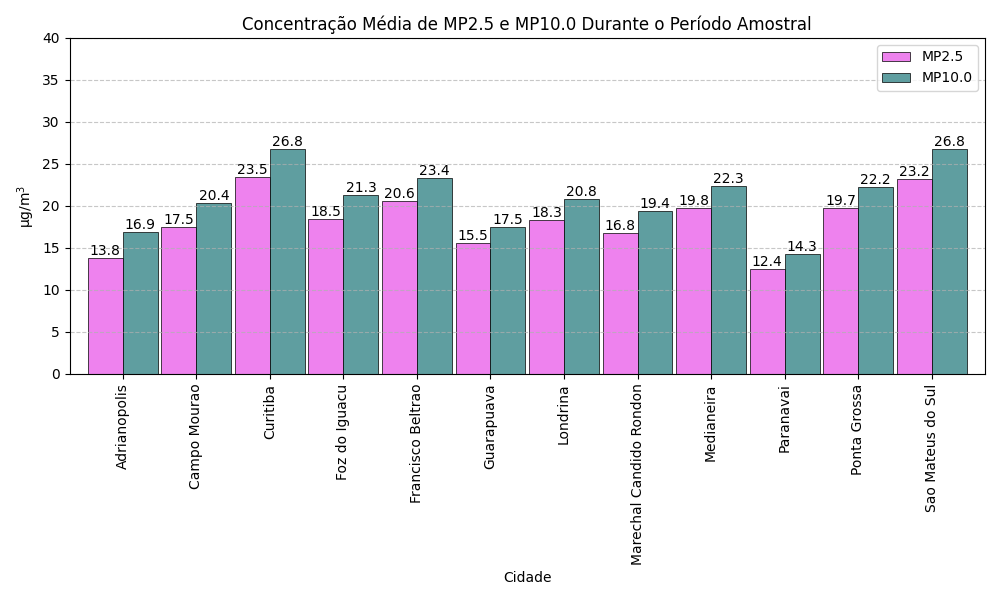 Concentração Média de MP2.5 e MP10.0 Durante o Período Amostral
MP2.5
MP10.0
µg/m³
40
35
30
25
20
15
10
5
0
13.8 16.9
17.5 20.4
23.5 26.8
18.5 21.3
20.6 23.4
15.5 17.5
18.3 20.8
16.8 19.4
19.8 22.3
12.4 14.3
19.7 22.2
23.2 26.8
Adrianopolis
Campo Mourao
Curitiba
Foz do Iguacu
Francisco Beltrao
Guarapuava
Londrina
Marechal Candido Rondon
Medianeira
Paranavai
Ponta Grossa
Sao Mateus do Sul
Cidade